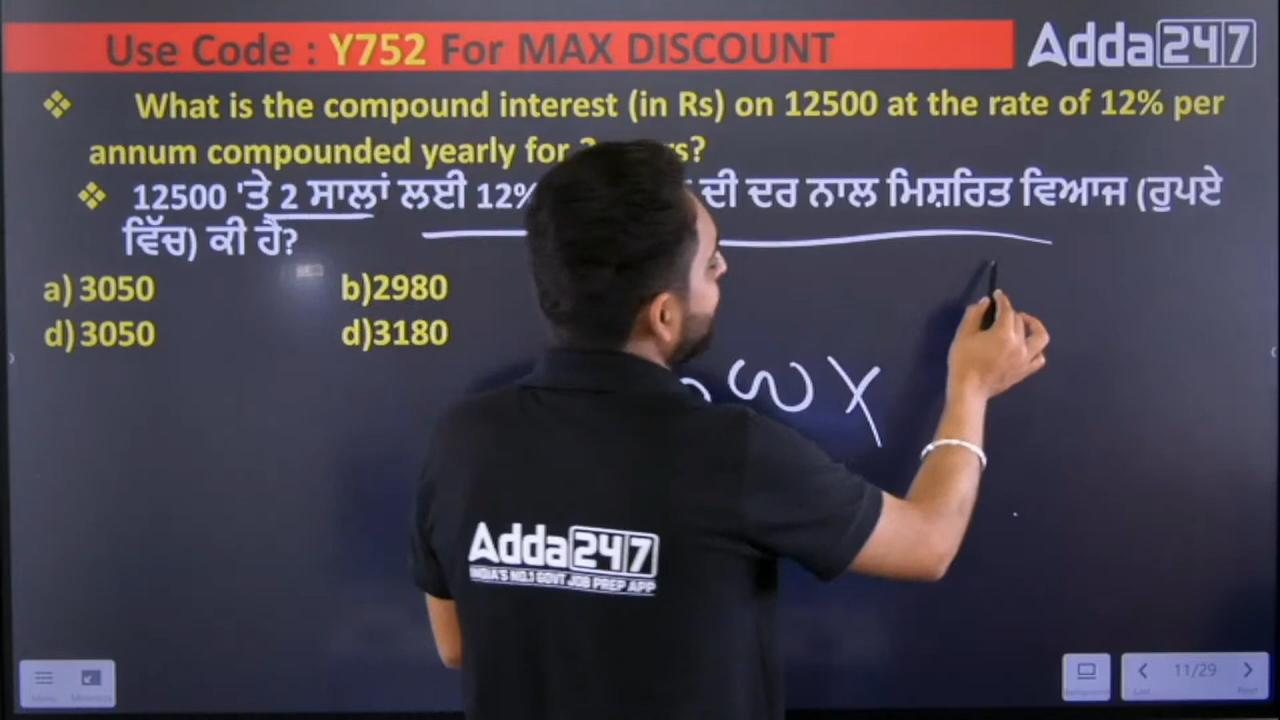 Use Code : Y752 For MAX DISCOUNT
Adda247
What is the compound interest (in Rs) on 12500 at the rate of 12% per
annum compounded yearly for
12500 'ਤੇ 2 ਸਾਲਾਂ ਲਈ 12% ਦੀ ਦਰ ਨਾਲ ਮਿਸ਼ਰਿਤ ਵਿਆਜ (ਰੁਪਏ
ਵਿੱਚ) ਕੀ ਹੈ?
a) 3050 b)2980
d) 3050 d)3180
Adda247
INDIA'S NO.1 GOVT JOB PREP APP
11/29